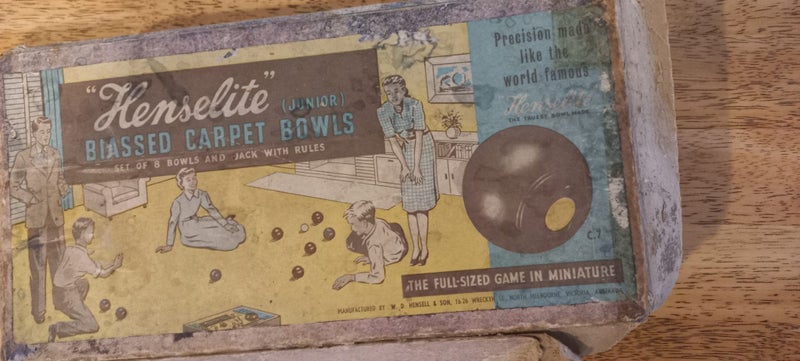 "Henselite" (JUNIOR)
BIASSED CARPET BOWLS
SET OF 8 BOWLS AND JACK WITH RULES
Precision made
like the
world famous
Henselite
THE TRUEST BOWL MADE
C.7
THE FULL-SIZED GAME IN MINIATURE
MANUFACTURED BY W. D. HENSELL & SON, 16-26 WRECKYN ST., NORTH MELBOURNE, VICTORIA, AUSTRALIA